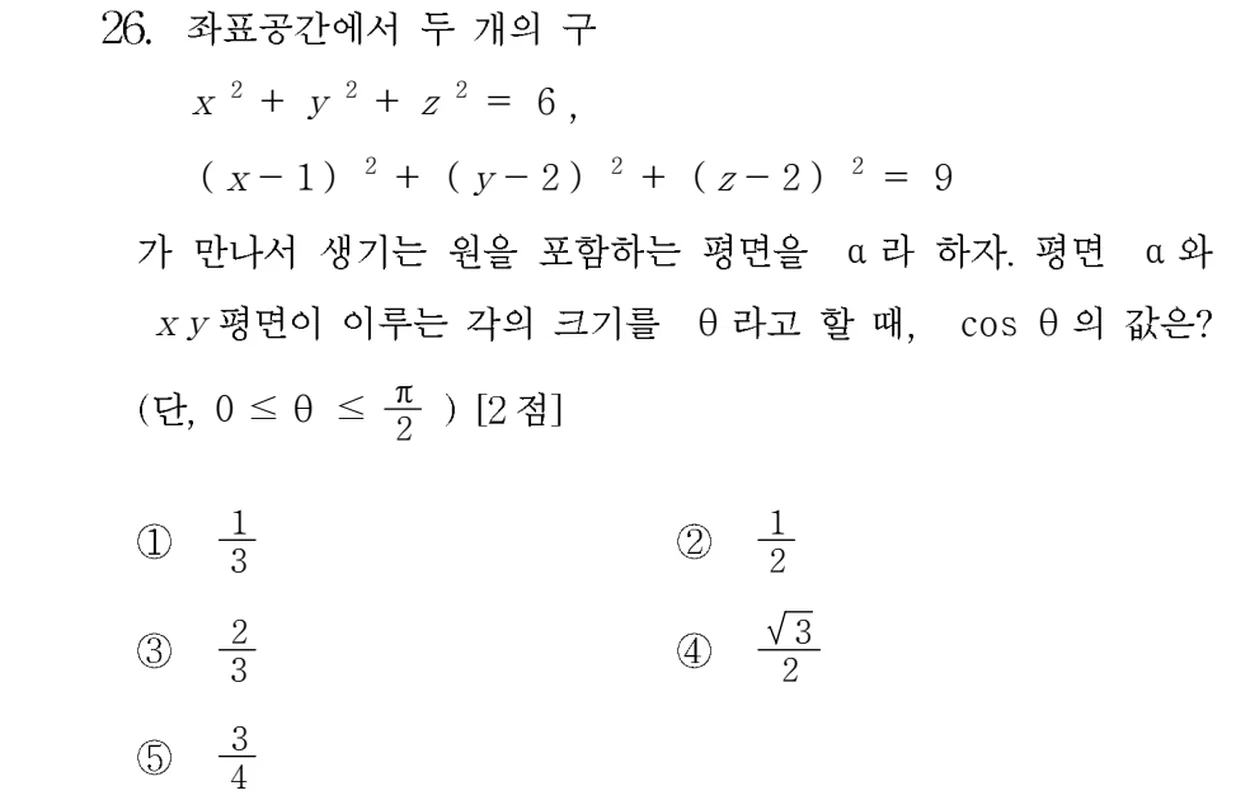 26. 좌표공간에서 두 개의 구
x² + y² + z² = 6,
(x-1)² + (y-2)² + (z-2)² = 9
가 만나서 생기는 원을 포함하는 평면을 α라 하자. 평면 α와
xy평면이 이루는 각의 크기를 θ라고 할 때, cos θ의 값은?
(단, 0 ≤ θ ≤ π/2) [2점]
① 1/3 ② 1/2
③ 2/3 ④ √3/2
⑤ 3/4